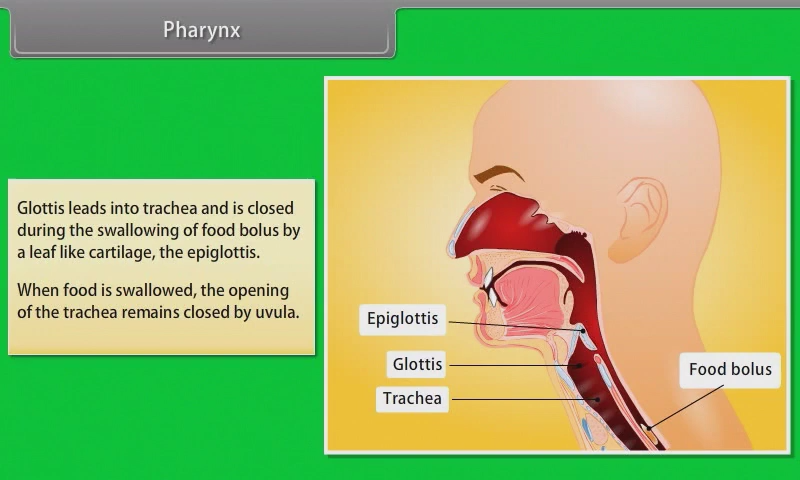 Pharynx
Glottis leads into trachea and is closed
during the swallowing of food bolus by
a leaf like cartilage, the epiglottis.
When food is swallowed, the opening
of the trachea remains closed by uvula.
Epiglottis
Glottis
Trachea
Food bolus